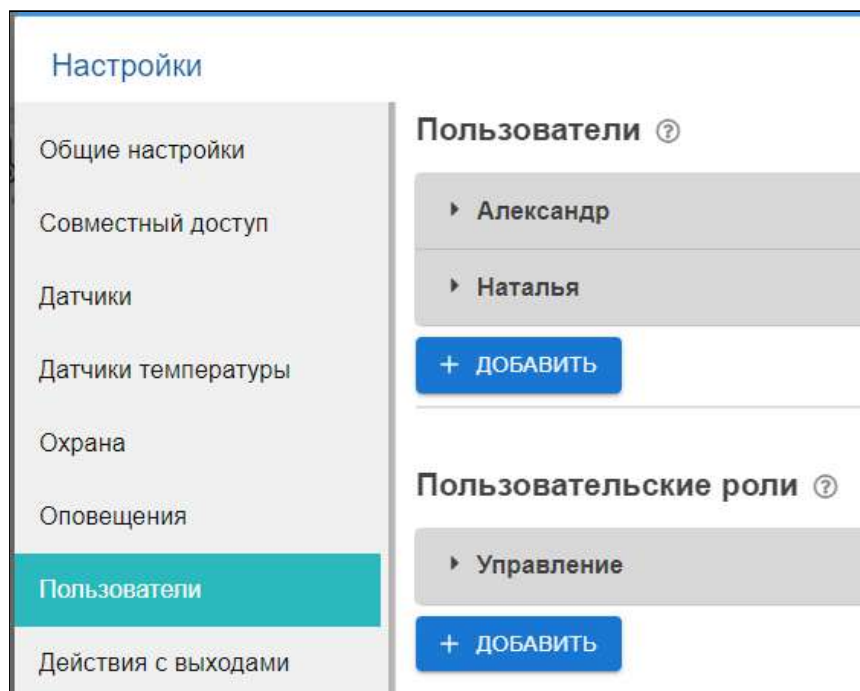 Настройки
Общие настройки
Совместный доступ
Датчики
Датчики температуры
Охрана
Оповещения
Пользователи
Действия с выходами
Пользователи ?
Александр
Наталья
+ ДОБАВИТЬ
Пользовательские роли ?
Управление
+ ДОБАВИТЬ